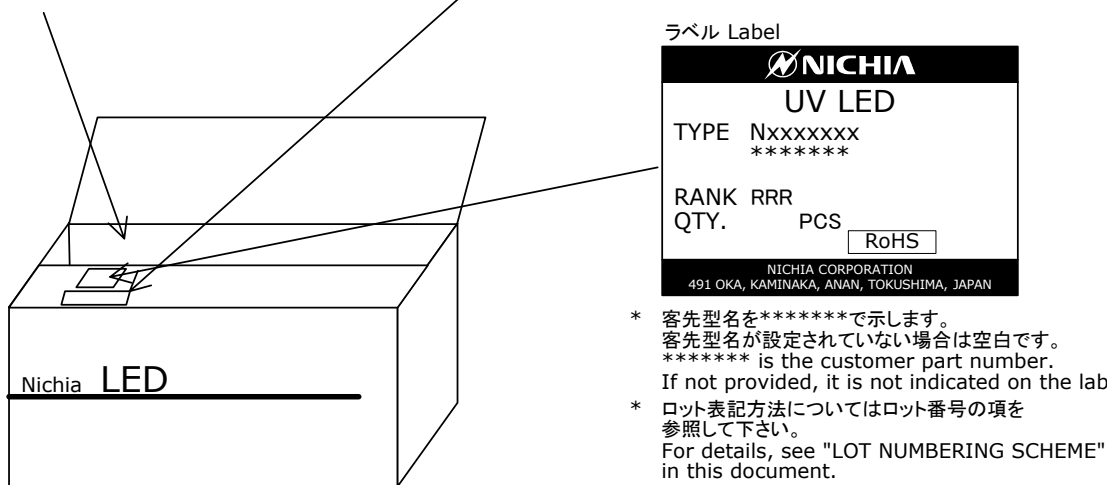 ラベル Label
NICHIA
UV LED
TYPE Nxxxxxxx
*******
RANK RRR
QTY. PCS
RoHS
NICHIA CORPORATION
491 OKA, KAMINAKA, ANAN, TOKUSHIMA, JAPAN
Nichia LED
* 客先型名を*******で示します。
客先型名が設定されていない場合は空白です。
******* is the customer part number.
If not provided, it is not indicated on the
* ロット表記方法についてはロット番号の項を
参照して下さい。
For details, see "LOT NUMBERING SCHEME"
in this document.